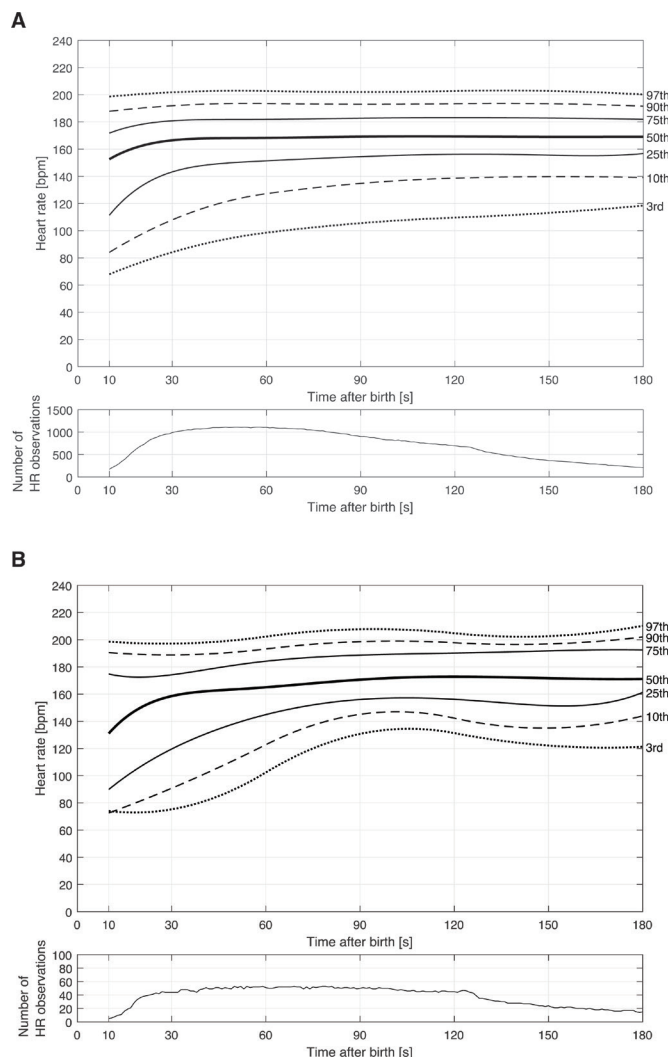 A
240
220
200
180
160
140
120
100
80
60
40
20
0
Heart rate [bpm]
97th
90th
75th
50th
25th
10th
3rd
0 10 30 60 90 120 150 180
Time after birth [s]
1500
1000
500
0
Number of
HR observations
0 10 30 60 90 120 150 180
Time after birth [s]
B
240
220
200
180
160
140
120
100
80
60
40
20
0
Heart rate [bpm]
97th
90th
75th
50th
25th
10th
3rd
0 10 30 60 90 120 150 180
Time after birth [s]
100
80
60
40
20
0
Number of
HR observations
0 10 30 60 90 120 150 180
Time after birth [s]